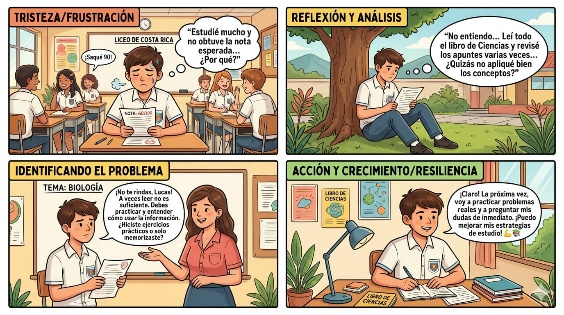 TRISTEZA/FRUSTRACIÓN
LICEO DE COSTA RICA
¡Saqué 90!
“Estudié mucho y
no obtuve la nota
esperada...
¿Por qué?”
NOTA:
REFLEXIÓN Y ANÁLISIS
“No entiendo... Leí todo
el libro de Ciencias y revisé
los apuntes varias veces...
¿Quizás no apliqué bien
los conceptos?”
IDENTIFICANDO EL PROBLEMA
TEMA: BIOLOGÍA
¡No te rindas, Lucas!
A veces leer no es
suficiente. Debes
practicar y entender
cómo usar la información.
¿Hiciste ejercicios
prácticos o solo
memorizaste?
ACCIÓN Y CRECIMIENTO/RESILIENCIA
LIBRO DE
CIENCIAS
¡Claro! La próxima vez,
voy a practicar problemas
reales y a preguntar mis
dudas de inmediato. ¡Puedo
mejorar mis estrategias
de estudio! 💪📚
LIBRO DE
CIENCIAS